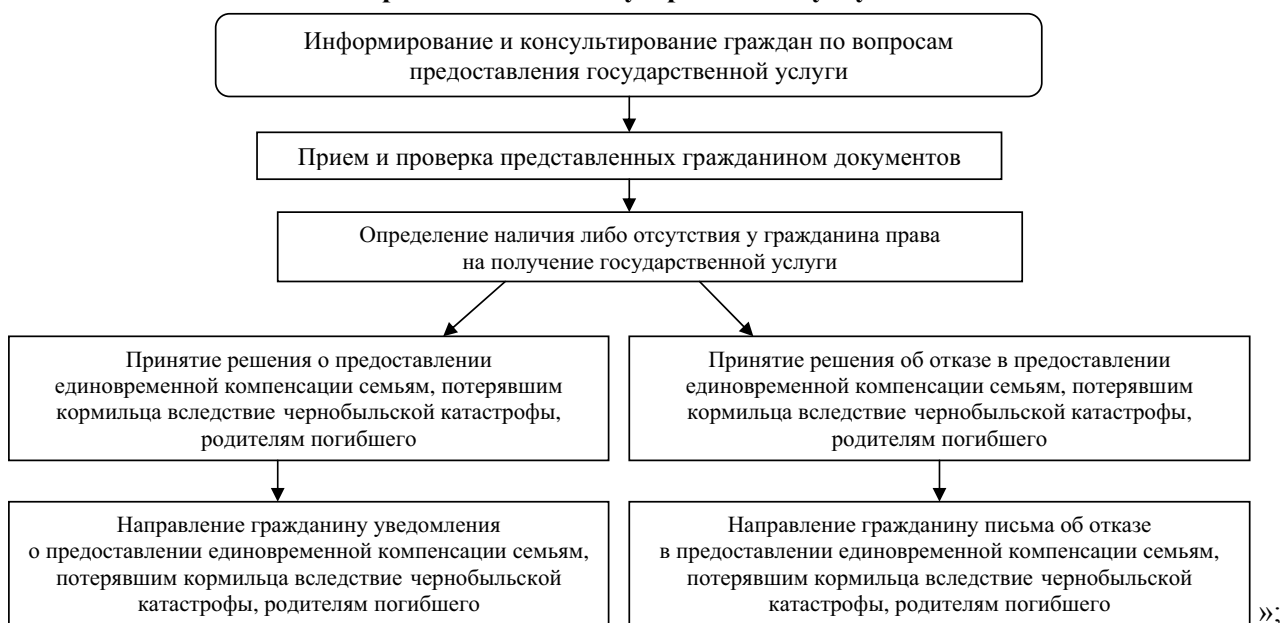 Информирование и консультирование граждан по вопросам
предоставления государственной услуги
Прием и проверка представленных гражданином документов
Определение наличия либо отсутствия у гражданина права
на получение государственной услуги
Принятие решения о предоставлении
единовременной компенсации семьям, потерявшим
кормильца вследствие чернобыльской катастрофы,
родителям погибшего
Принятие решения об отказе в предоставлении
единовременной компенсации семьям, потерявшим
кормильца вследствие чернобыльской катастрофы,
родителям погибшего
Направление гражданину уведомления
о предоставлении единовременной компенсации семьям,
потерявшим кормильца вследствие чернобыльской
катастрофы, родителям погибшего
Направление гражданину письма об отказе
в предоставлении единовременной компенсации семьям,
потерявшим кормильца вследствие чернобыльской
катастрофы, родителям погибшего
»;